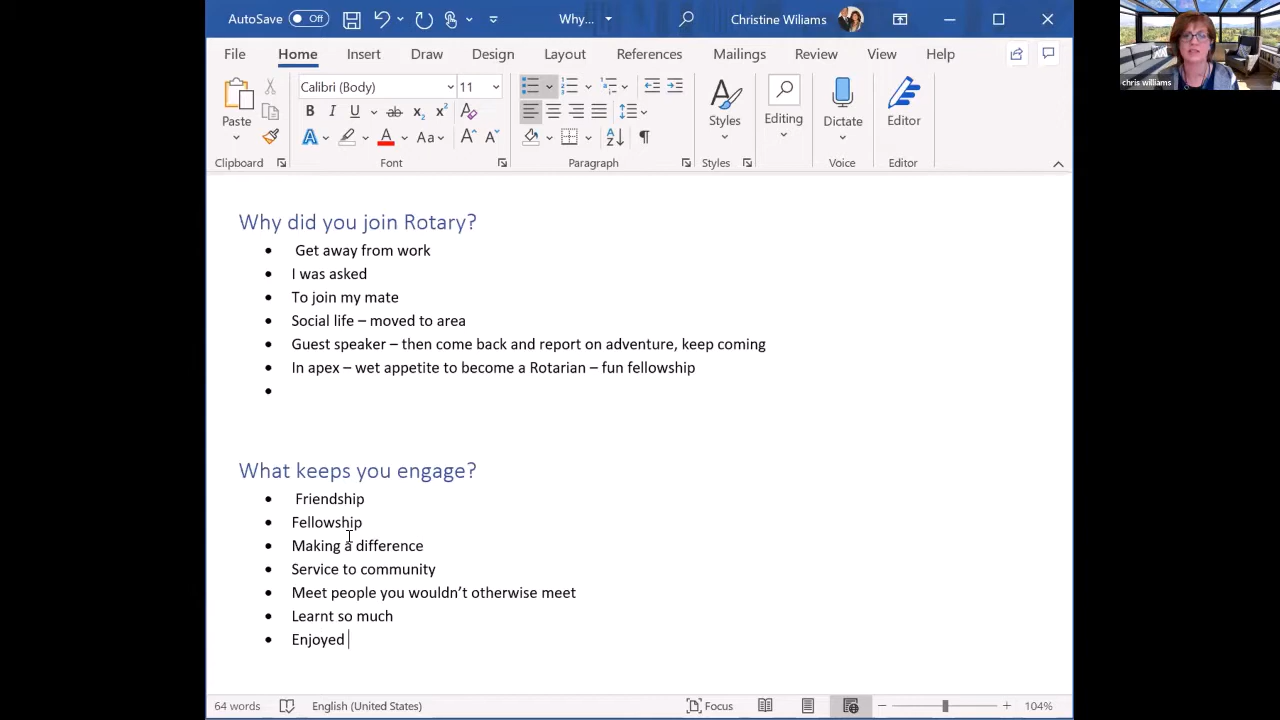 AutoSave Off Why... Christine Wiliams
File Home Insert Draw Design Layout References Mailings Review View Help
Calibri (Body) 11
Paste Styles Editing Dictate Editor
B I U ab x₂ x² A
A A Aa A A
Clipboard Font Paragraph Styles Voice Editor
chris williams
Why did you join Rotary?
• Get away from work
• I was asked
• To join my mate
• Social life – moved to area
• Guest speaker – then come back and report on adventure, keep coming
• In apex – wet appetite to become a Rotarian – fun fellowship
•
What keeps you engage?
• Friendship
• Fellowship
• Making a difference
• Service to community
• Meet people you wouldn’t otherwise meet
• Learnt so much
• Enjoyed
64 words English (United States) Focus 104%